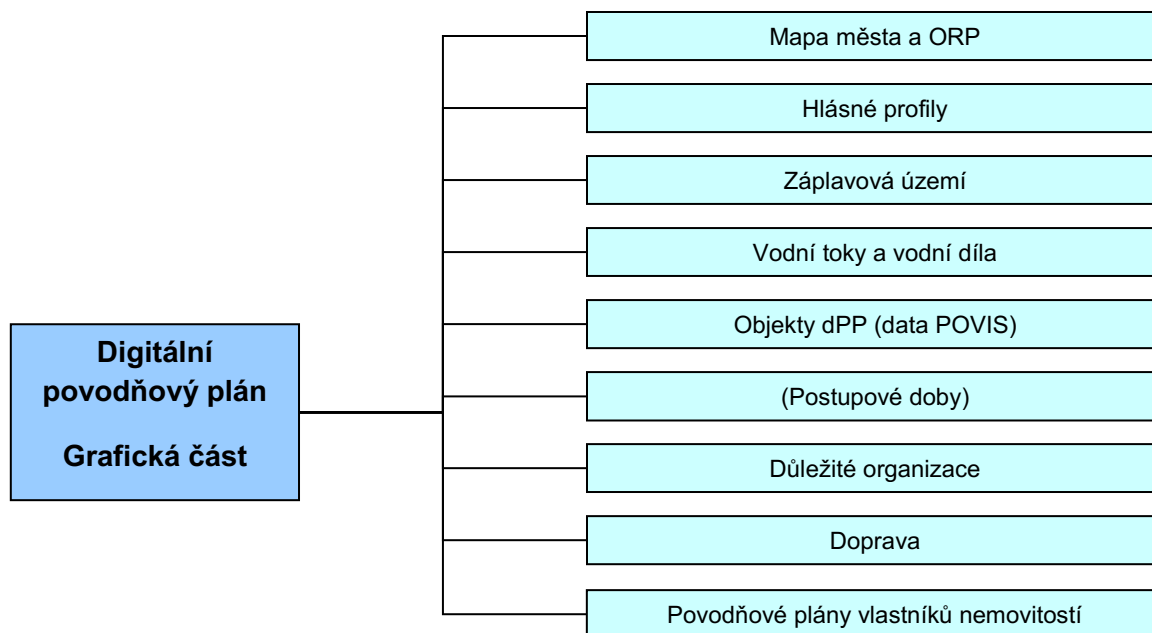 Digitální
povodňový plán
Grafická část
Mapa města a ORP
Hlásné profily
Záplavová území
Vodní toky a vodní díla
Objekty dPP (data POVIS)
(Postupové doby)
Důležité organizace
Doprava
Povodňové plány vlastníků nemovitostí